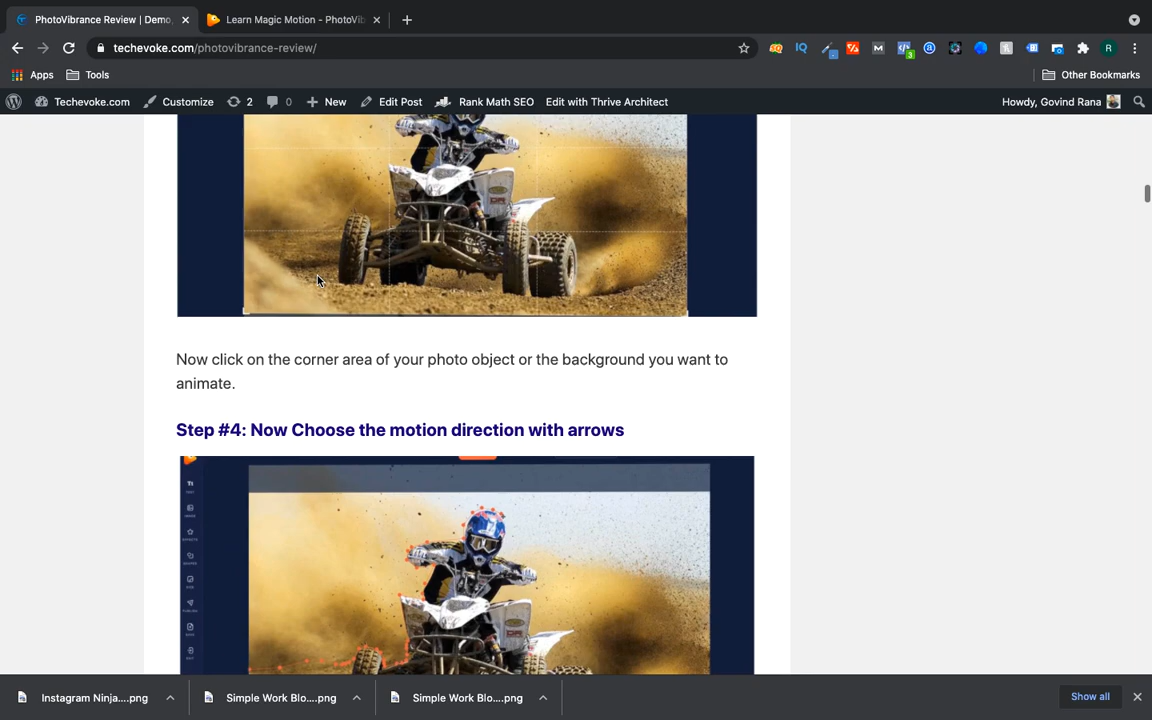 PhotoVibrance Review | Demo,
Learn Magic Motion - PhotoVib
techevoke.com/photovibrance-review/
Apps
Tools
Other Bookmarks
Techevoke.com
Customize
2
0
New
Edit Post
Rank Math SEO
Edit with Thrive Architect
Howdy, Govind Rana
Now click on the corner area of your photo object or the background you want to
animate.
Step #4: Now Choose the motion direction with arrows
Instagram Ninja....png
Simple Work Blo....png
Simple Work Blo....png
Show all